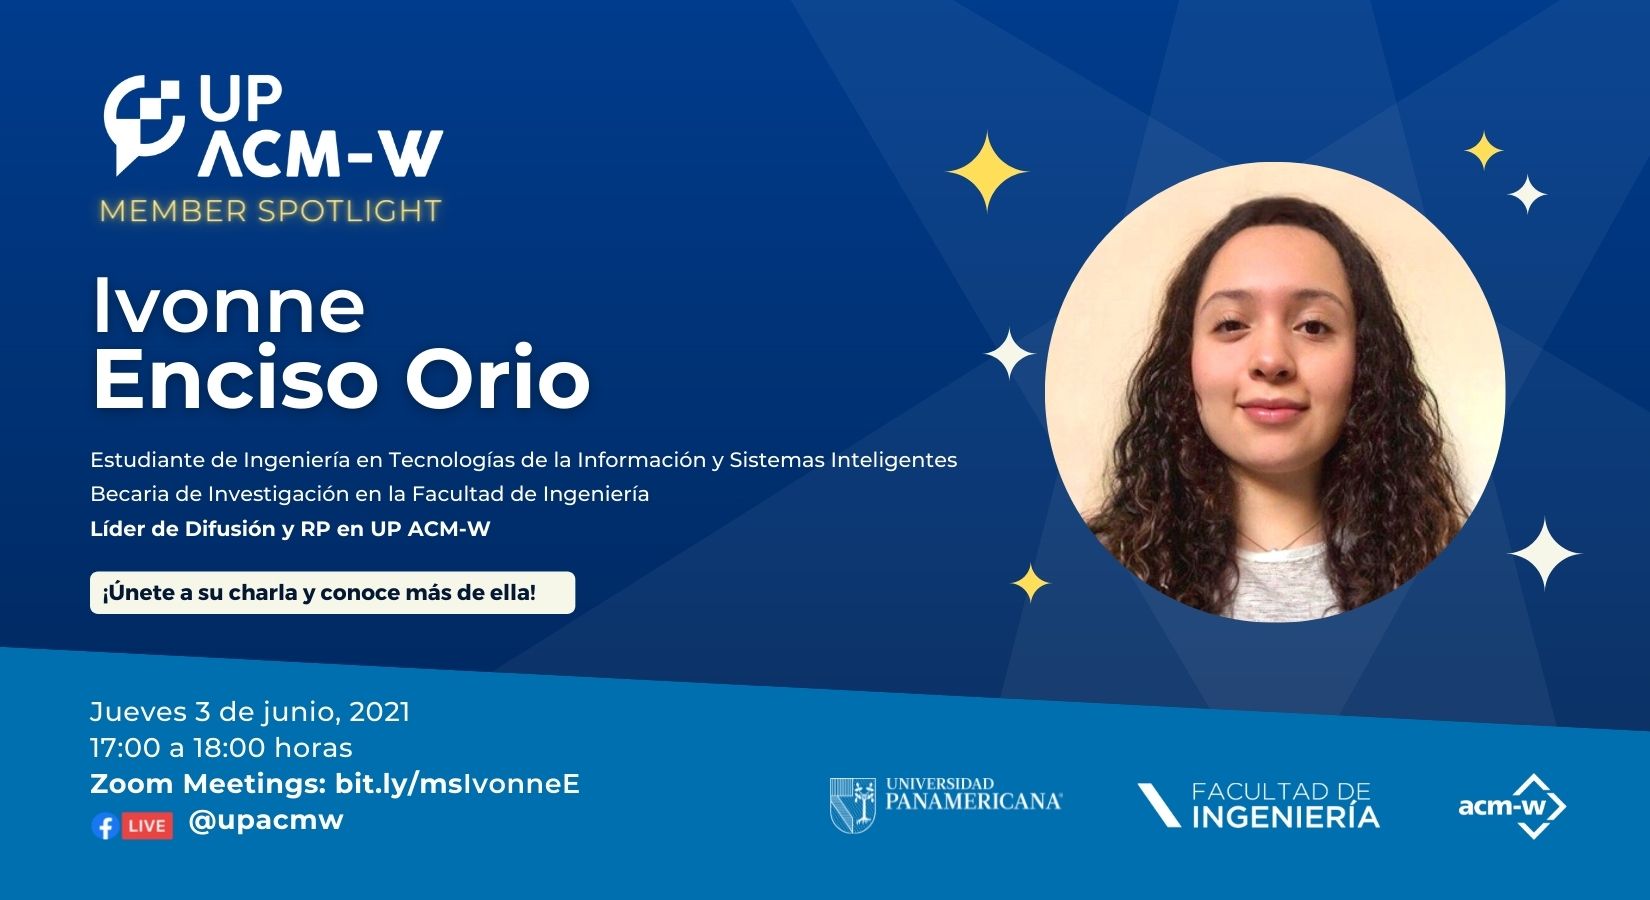 UP
ACM-W
MEMBER SPOTLIGHT
Ivonne
Enciso Orio
Estudiante de Ingeniería en Tecnologías de la Información y Sistemas Inteligentes
Becaria de Investigación en la Facultad de Ingeniería
Líder de Difusión y RP en UP ACM-W
¡Únete a su charla y conoce más de ella!
Jueves 3 de junio, 2021
17:00 a 18:00 horas
Zoom Meetings: bit.ly/msIvonneE
f LIVE @upacmw
UNIVERSIDAD
PANAMERICANA®
FACULTAD DE
INGENIERÍA
acm-w